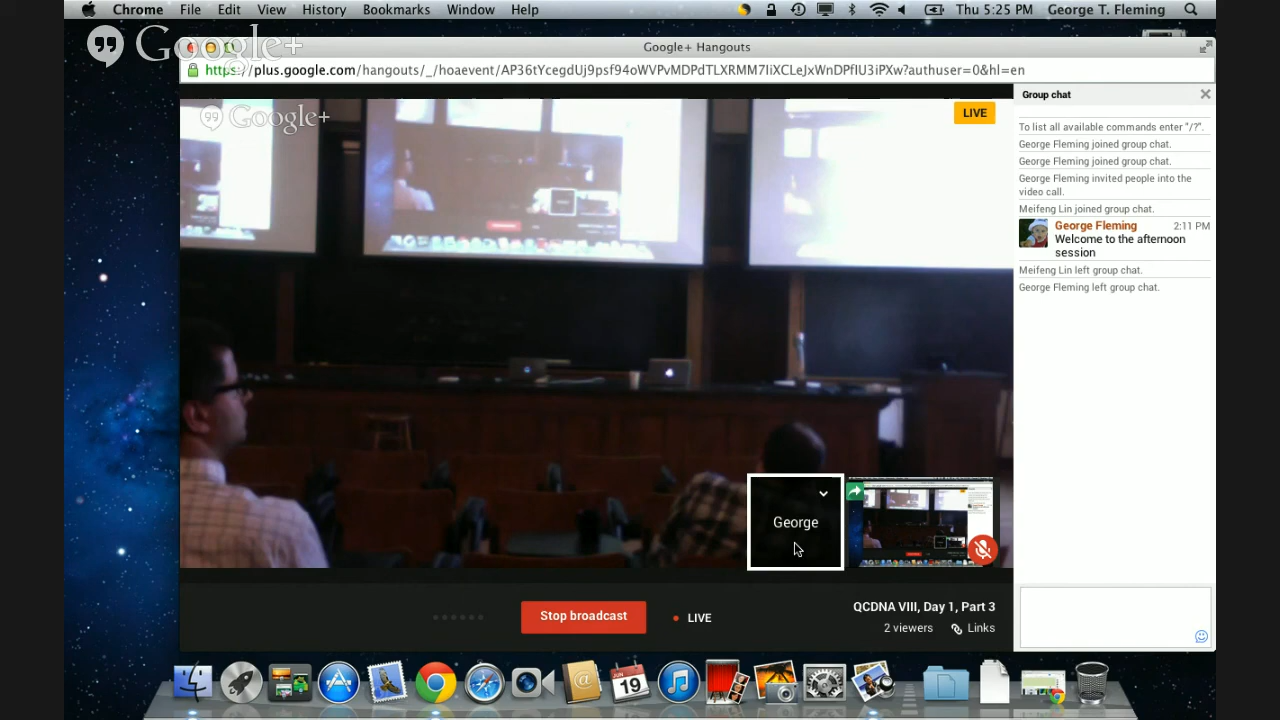 Chrome File Edit View History Bookmarks Window Help Thu 5:25 PM George T. Fleming
Google+
Google+ Hangouts
https://plus.google.com/hangouts/_/hoaevent/AP36tYcegdUj9psf94oWVPvMDPdTLXRMM7IiXCLeJxWnDPfIU3iPXw?authuser=0&hl=en
Google+
LIVE
Group chat
To list all available commands enter "/?".
George Fleming joined group chat.
George Fleming joined group chat.
George Fleming invited people into the
video call.
Meifeng Lin joined group chat.
George Fleming 2:11 PM
Welcome to the afternoon
session
Meifeng Lin left group chat.
George Fleming left group chat.
George
Stop broadcast
LIVE
QCDNA VIII, Day 1, Part 3
2 viewers Links
JUN
19